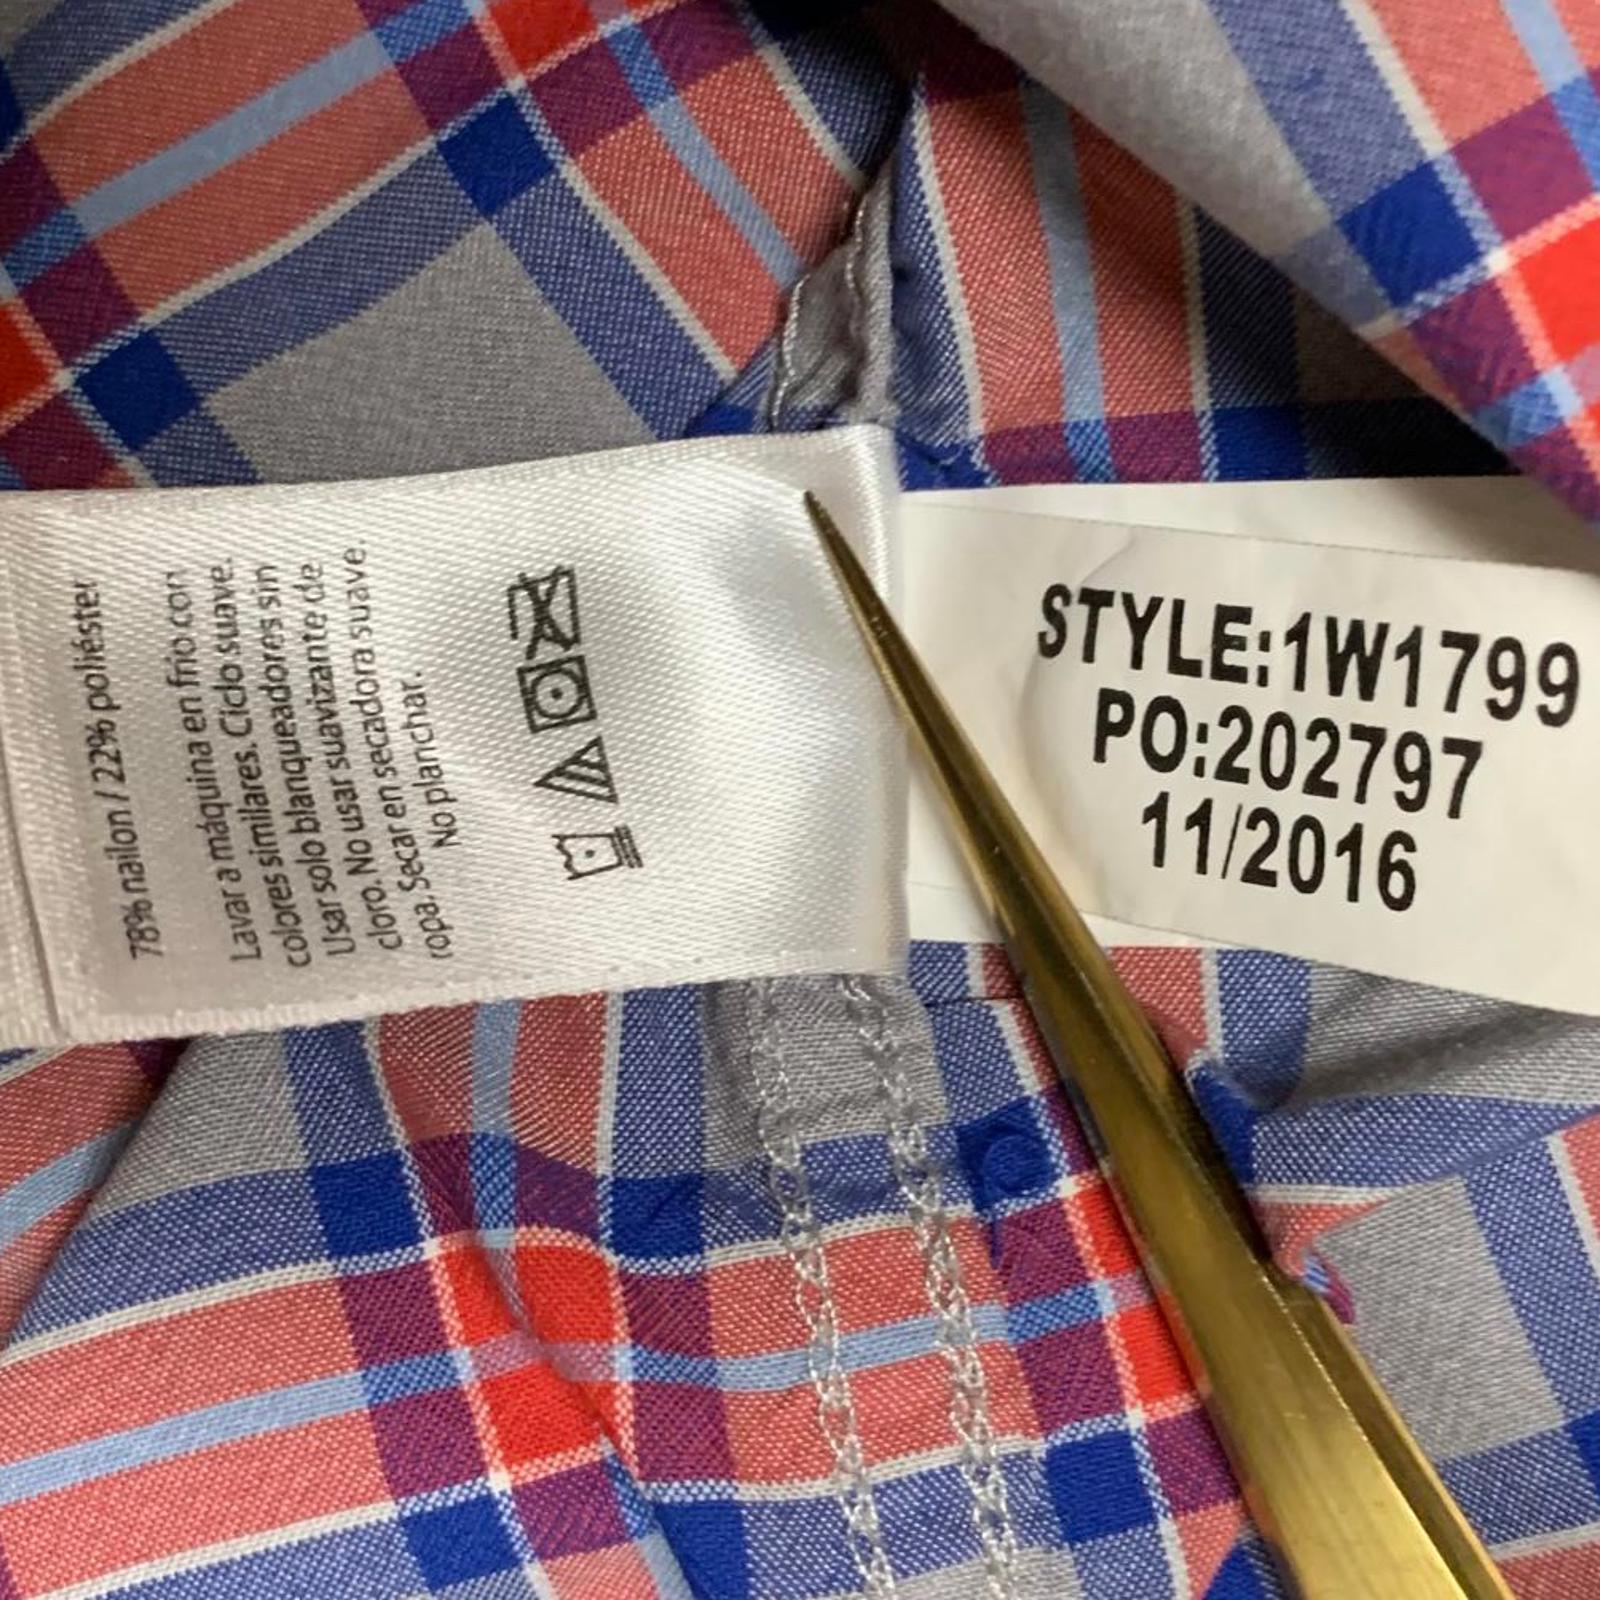 78% nailon / 22% poliéster
Lavar a máquina en frío con
colores similares. Ciclo suave.
Usar solo blanqueadores sin
cloro. No usar suavizante de
ropa. Secar en secadora suave.
No planchar.
STYLE:1W1799
PO:202797
11/2016